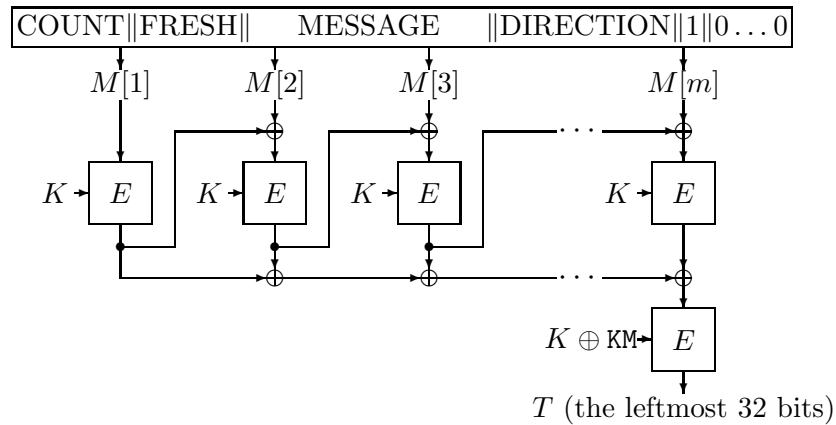 COUNT‖FRESH‖ MESSAGE ‖DIRECTION‖1‖0...0
M[1] M[2] M[3] M[m]
⊕ ⊕ ··· ⊕
K E K E K E K E
⊕ ⊕ ··· ⊕
K ⊕ KM E
T (the leftmost 32 bits)